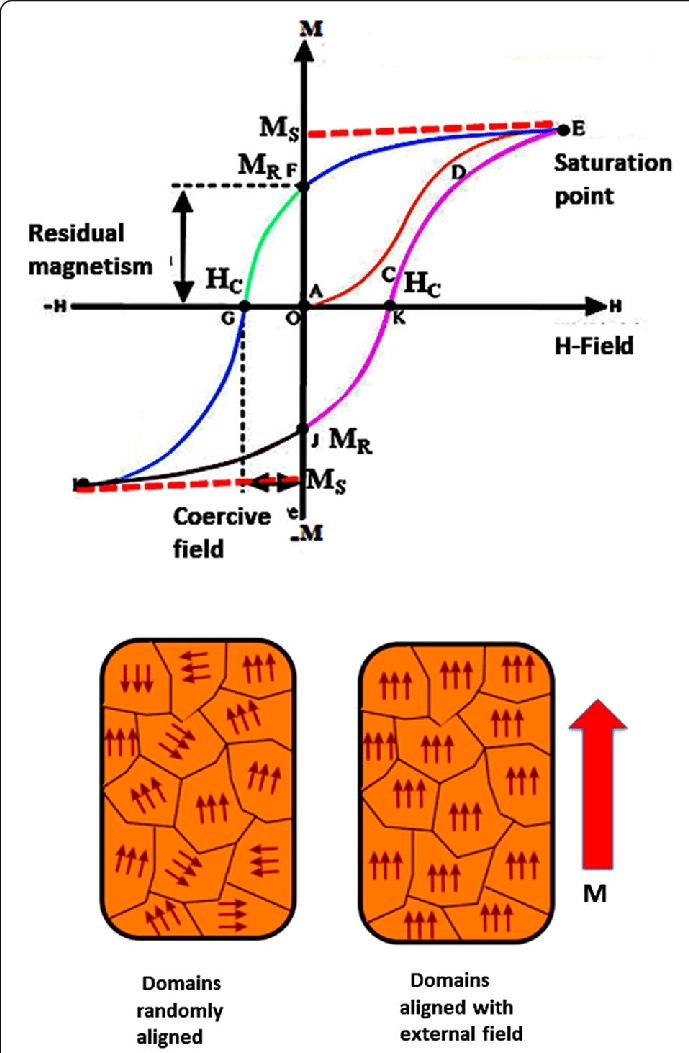 M
M_S
E
M_R F
D
Saturation
point
Residual
magnetism
H_C
A
C
H_C
-H
G
O
K
H
H-Field
J M_R
M_S
Coercive
field
e
-M
Domains
randomly
aligned
Domains
aligned with
external field
M